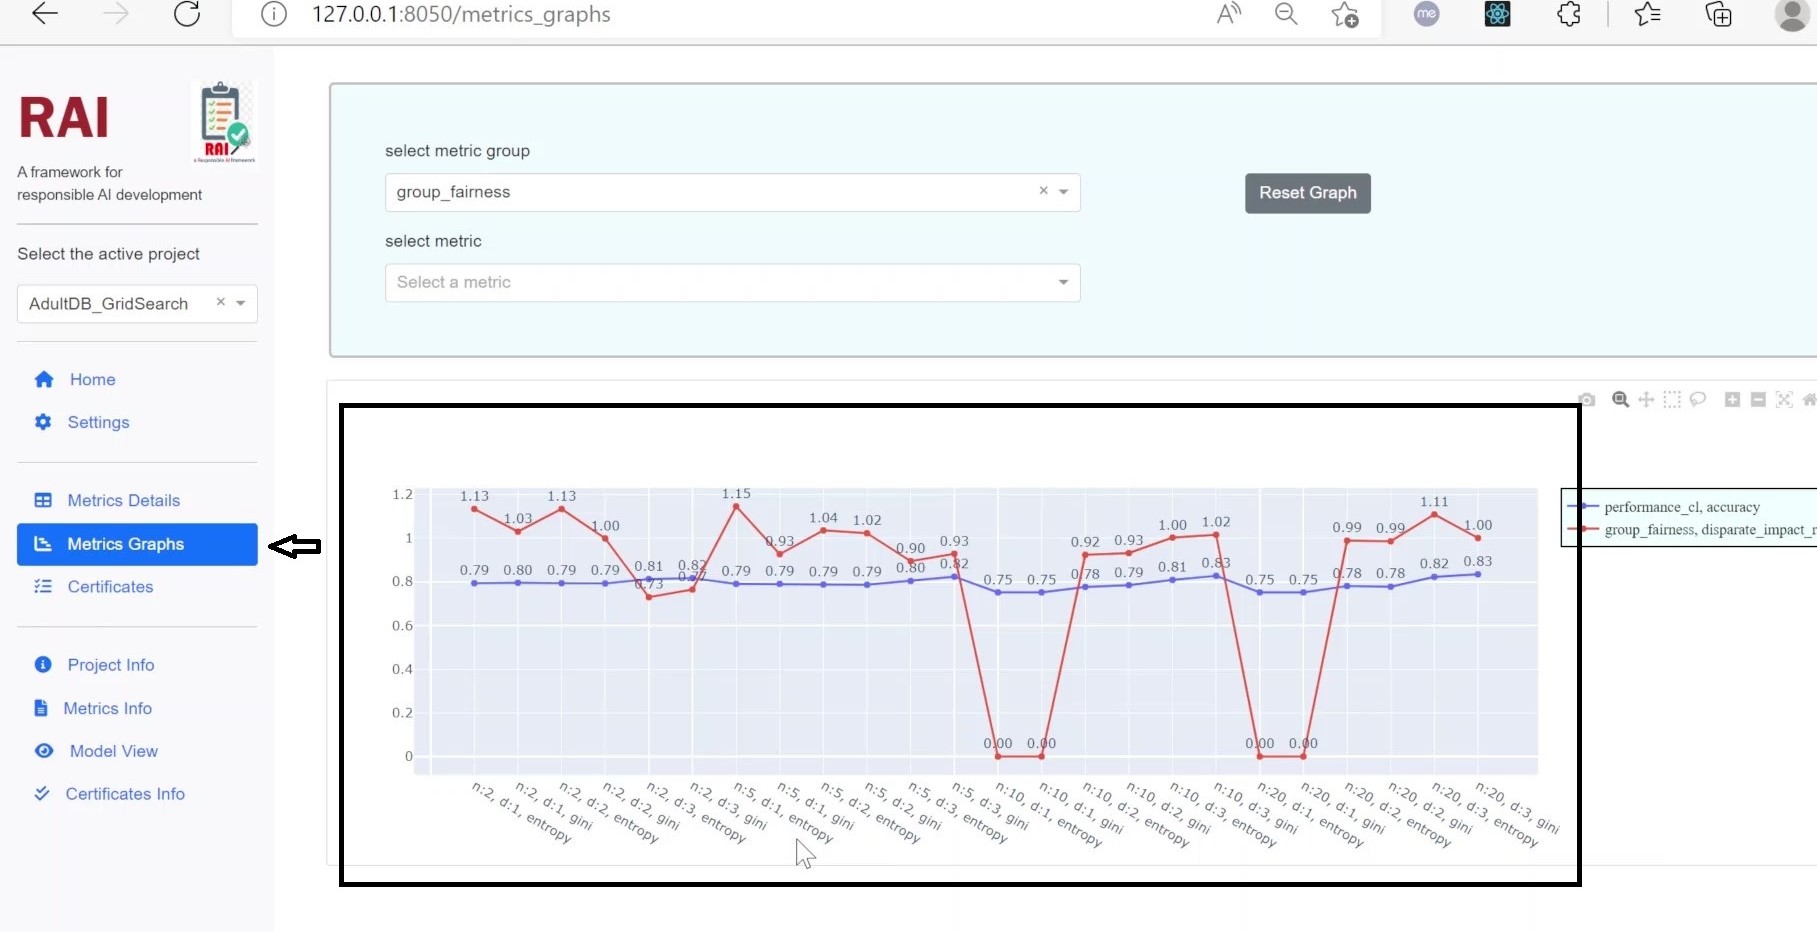 127.0.0.1:8050/metrics_graphs
me
RAI
RAI
A framework for
responsible AI development
Select the active project
AdultDB_GridSearch
Home
Settings
Metrics Details
Metrics Graphs
Certificates
Project Info
Metrics Info
Model View
Certificates Info
select metric group
group_fairness
Reset Graph
select metric
Select a metric
performance_cl, accuracy
group_fairness, disparate_impact_r
1.2
1
0.8
0.6
0.4
0.2
0
1.13 1.03 1.13 1.00 0.73 0.77 1.15 0.93 1.04 1.02 0.90 0.93 0.00 0.00 0.92 0.93 1.00 1.02 0.00 0.00 0.99 0.99 1.11 1.00
0.79 0.80 0.79 0.79 0.81 0.82 0.79 0.79 0.79 0.79 0.80 0.82 0.75 0.75 0.78 0.79 0.81 0.83 0.75 0.75 0.78 0.78 0.82 0.83
n:2, d:1, entropy
n:2, d:1, gini
n:2, d:2, entropy
n:2, d:2, gini
n:2, d:3, entropy
n:2, d:3, gini
n:5, d:1, entropy
n:5, d:1, gini
n:5, d:2, entropy
n:5, d:2, gini
n:5, d:3, entropy
n:5, d:3, gini
n:10, d:1, entropy
n:10, d:1, gini
n:10, d:2, entropy
n:10, d:2, gini
n:10, d:3, entropy
n:10, d:3, gini
n:20, d:1, entropy
n:20, d:1, gini
n:20, d:2, entropy
n:20, d:2, gini
n:20, d:3, entropy
n:20, d:3, gini